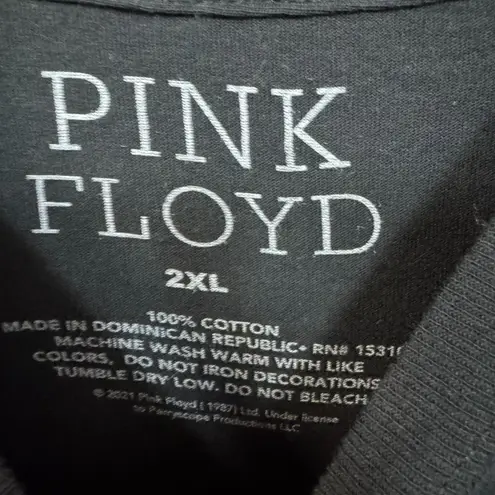 PINK
FLOYD
2XL
100% COTTON
MADE IN DOMINICAN REPUBLIC• RN# 15310
MACHINE WASH WARM WITH LIKE
COLORS, DO NOT IRON DECORATIONS
TUMBLE DRY LOW. DO NOT BLEACH
© 2021 Pink Floyd (1987) Ltd. Under license
to Perryscope Productions LLC